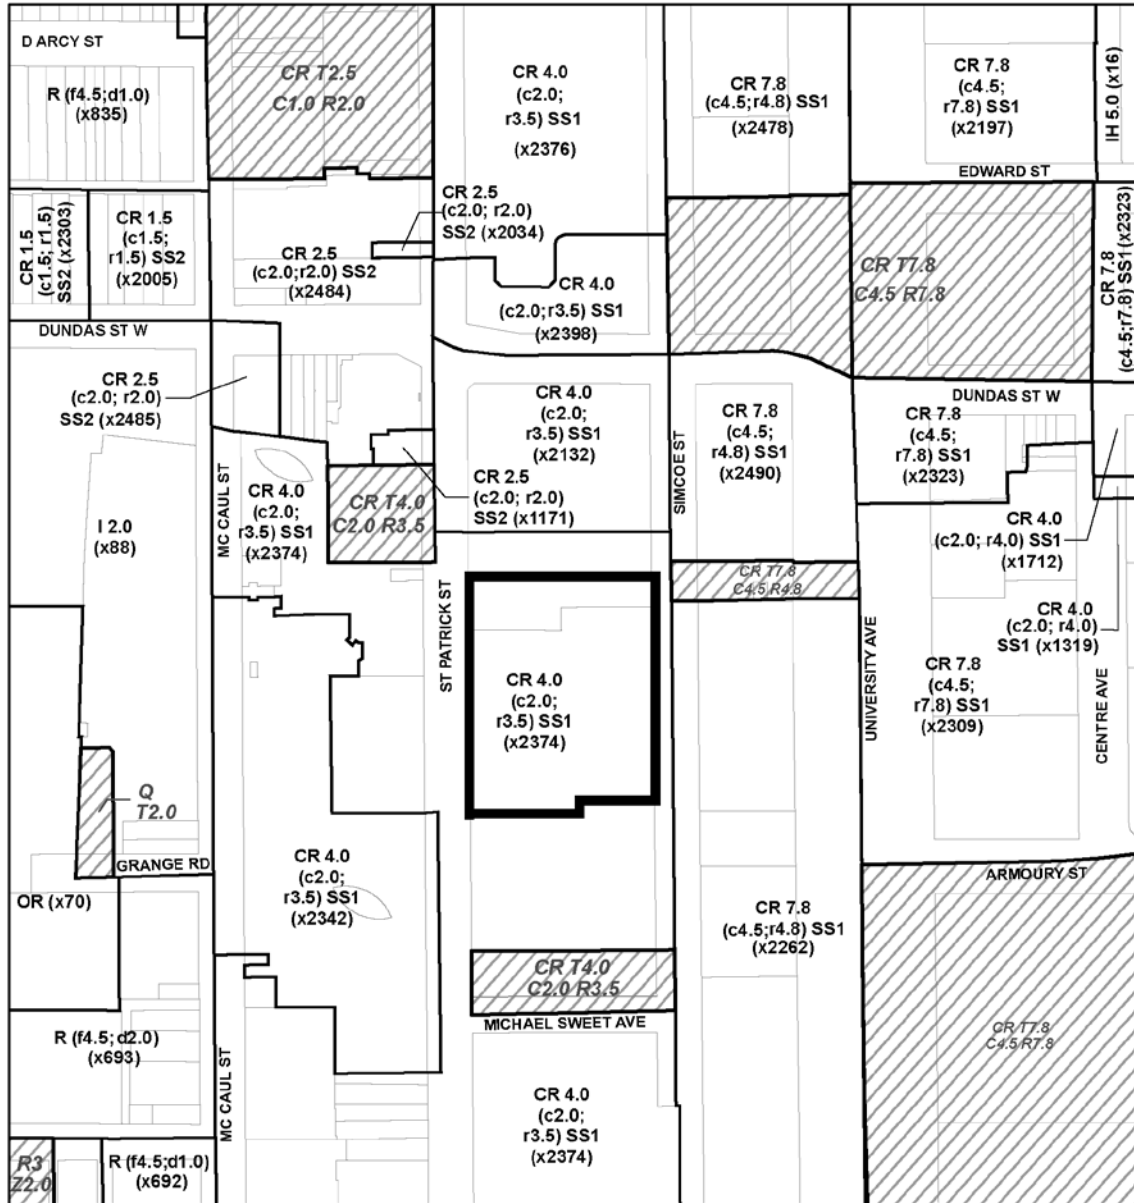 D ARCY ST
R (f4.5;d1.0)
(x835)
CR T2.5
C1.0 R2.0
CR 4.0
(c2.0;
r3.5) SS1
(x2376)
CR 7.8
(c4.5;r4.8) SS1
(x2478)
CR 7.8
(c4.5;
r7.8) SS1
(x2197)
IH 5.0 (x16)
EDWARD ST
CR 1.5
(c1.5; r1.5)
SS2 (x2303)
CR 1.5
(c1.5;
r1.5) SS2
(x2005)
CR 2.5
(c2.0; r2.0)
SS2 (x2034)
CR 2.5
(c2.0;r2.0) SS2
(x2484)
CR 4.0
(c2.0;r3.5) SS1
(x2398)
CR T7.8
C4.5 R7.8
CR 7.8
(c4.5;r7.8) SS1 (x2323)
DUNDAS ST W
CR 2.5
(c2.0; r2.0)
SS2 (x2485)
CR 4.0
(c2.0;
r3.5) SS1
(x2132)
SIMCOE ST
CR 7.8
(c4.5;
r4.8) SS1
(x2490)
DUNDAS ST W
CR 7.8
(c4.5;
r7.8) SS1
(x2323)
I 2.0
(x88)
MC CAUL ST
CR 4.0
(c2.0;
r3.5) SS1
(x2374)
CR T4.0
C2.0 R3.5
CR 2.5
(c2.0; r2.0)
SS2 (x1171)
CR 4.0
(c2.0; r4.0) SS1
(x1712)
CR T7.8
C4.5 R4.8
ST PATRICK ST
CR 4.0
(c2.0;
r3.5) SS1
(x2374)
UNIVERSITY AVE
CR 4.0
(c2.0; r4.0)
SS1 (x1319)
CR 7.8
(c4.5;
r7.8) SS1
(x2309)
CENTRE AVE
Q
T2.0
GRANGE RD
OR (x70)
CR 4.0
(c2.0;
r3.5) SS1
(x2342)
ARMOURY ST
CR 7.8
(c4.5;r4.8) SS1
(x2262)
CR T4.0
C2.0 R3.5
MICHAEL SWEET AVE
CR T7.8
C4.5 R7.8
R (f4.5; d2.0)
(x693)
MC CAUL ST
CR 4.0
(c2.0;
r3.5) SS1
(x2374)
R3
Z2.0
R (f4.5;d1.0)
(x692)